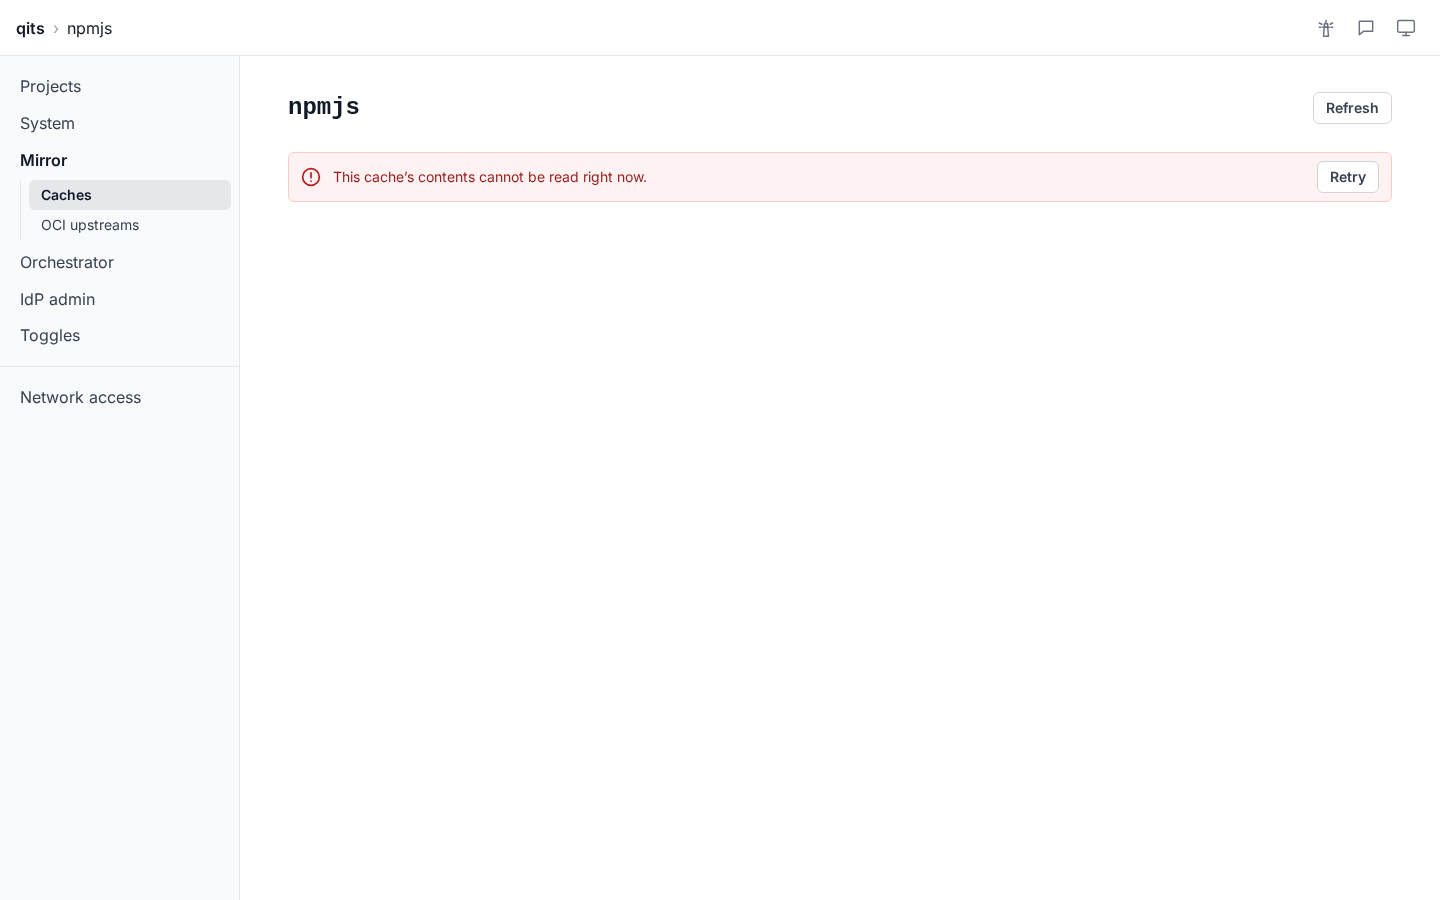 qits › npmjs
Projects
System
Mirror
Caches
OCI upstreams
Orchestrator
IdP admin
Toggles
Network access
npmjs
Refresh
This cache’s contents cannot be read right now.
Retry